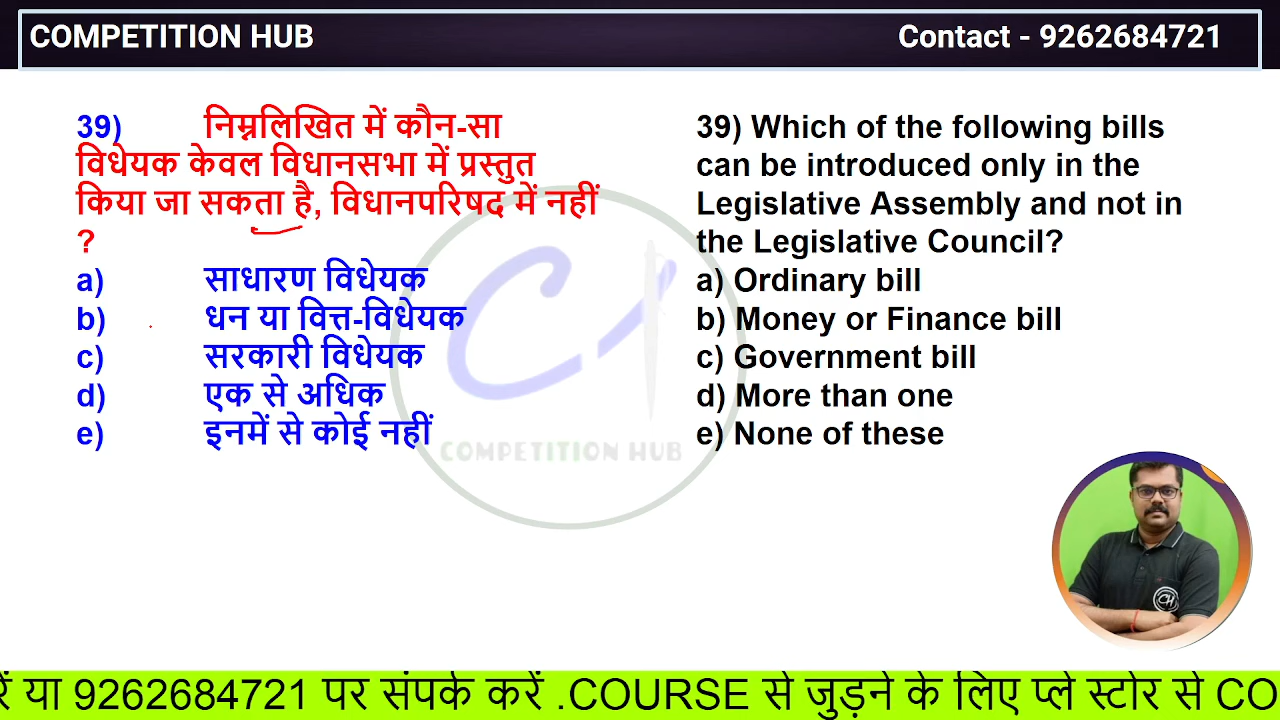 COMPETITION HUB
Contact - 9262684721
39) निम्नलिखित में कौन-सा
विधेयक केवल विधानसभा में प्रस्तुत
किया जा सकता है, विधानपरिषद में नहीं
?
a) साधारण विधेयक
b) धन या वित्त-विधेयक
c) सरकारी विधेयक
d) एक से अधिक
e) इनमें से कोई नहीं
39) Which of the following bills
can be introduced only in the
Legislative Assembly and not in
the Legislative Council?
a) Ordinary bill
b) Money or Finance bill
c) Government bill
d) More than one
e) None of these
COMPETITION HUB
CH
रें या 9262684721 पर संपर्क करें .COURSE से जुड़ने के लिए प्ले स्टोर से CO